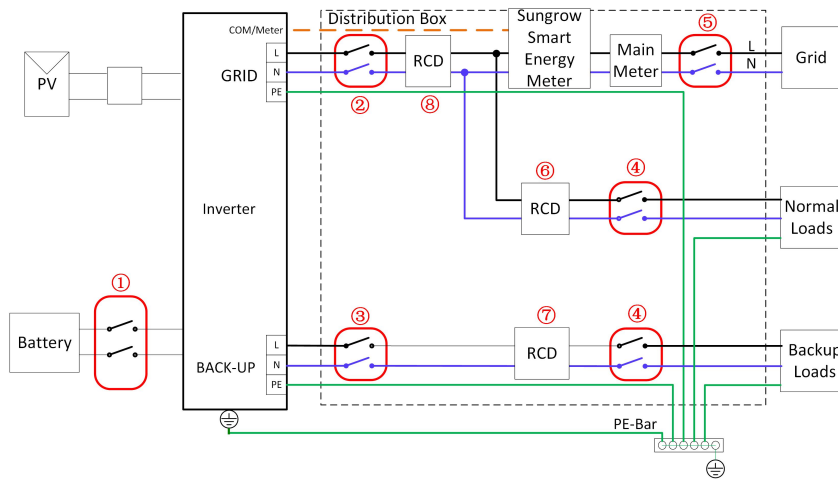 Distribution Box
COM/Meter
Sungrow
Smart
Energy
Meter
Main
Meter
⑤
PV
GRID
L
N
PE
②
RCD
⑧
L
N
Grid
⑥
④
Inverter
RCD
Normal
Loads
①
Battery
③
⑦
④
BACK-UP
L
N
PE
RCD
Backup
Loads
PE-Bar